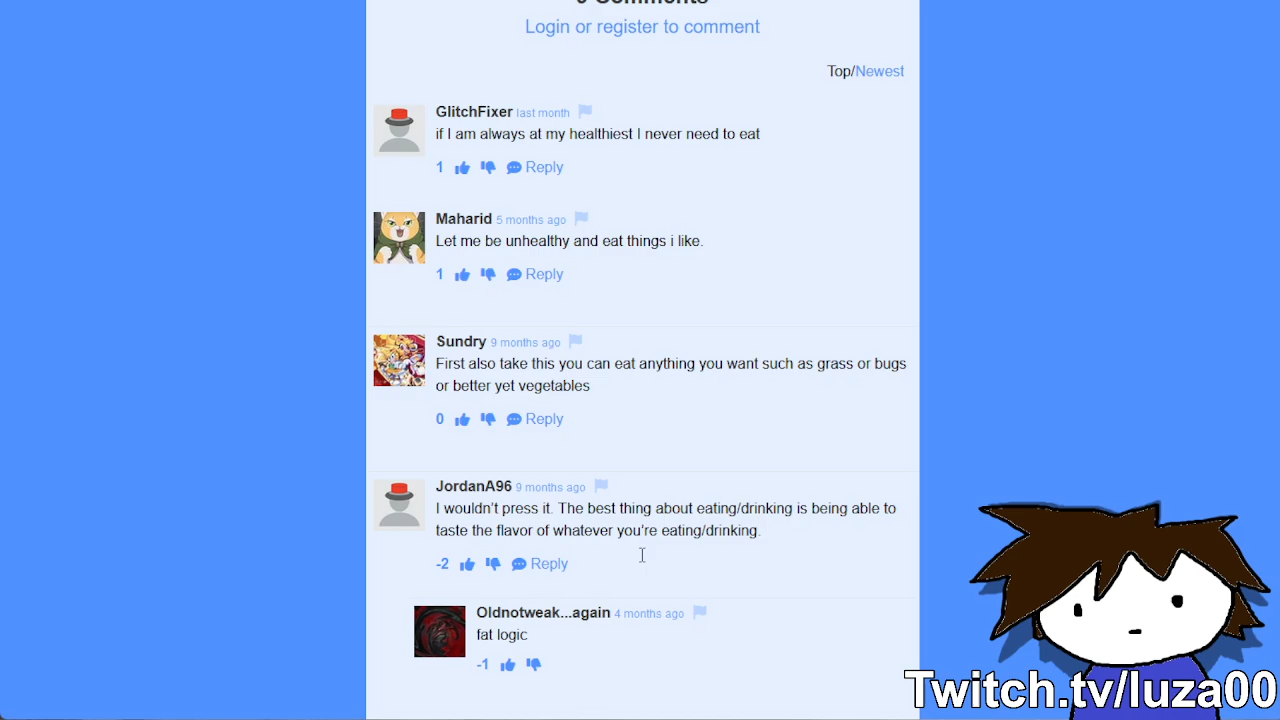 Login or register to comment
Top/Newest
GlitchFixer last month
if I am always at my healthiest I never need to eat
1 Reply
Maharid 5 months ago
Let me be unhealthy and eat things i like.
1 Reply
Sundry 9 months ago
First also take this you can eat anything you want such as grass or bugs
or better yet vegetables
0 Reply
JordanA96 9 months ago
I wouldn't press it. The best thing about eating/drinking is being able to
taste the flavor of whatever you're eating/drinking.
-2 Reply
Oldnotweak...again 4 months ago
fat logic
-1
Twitch.tv/luza00